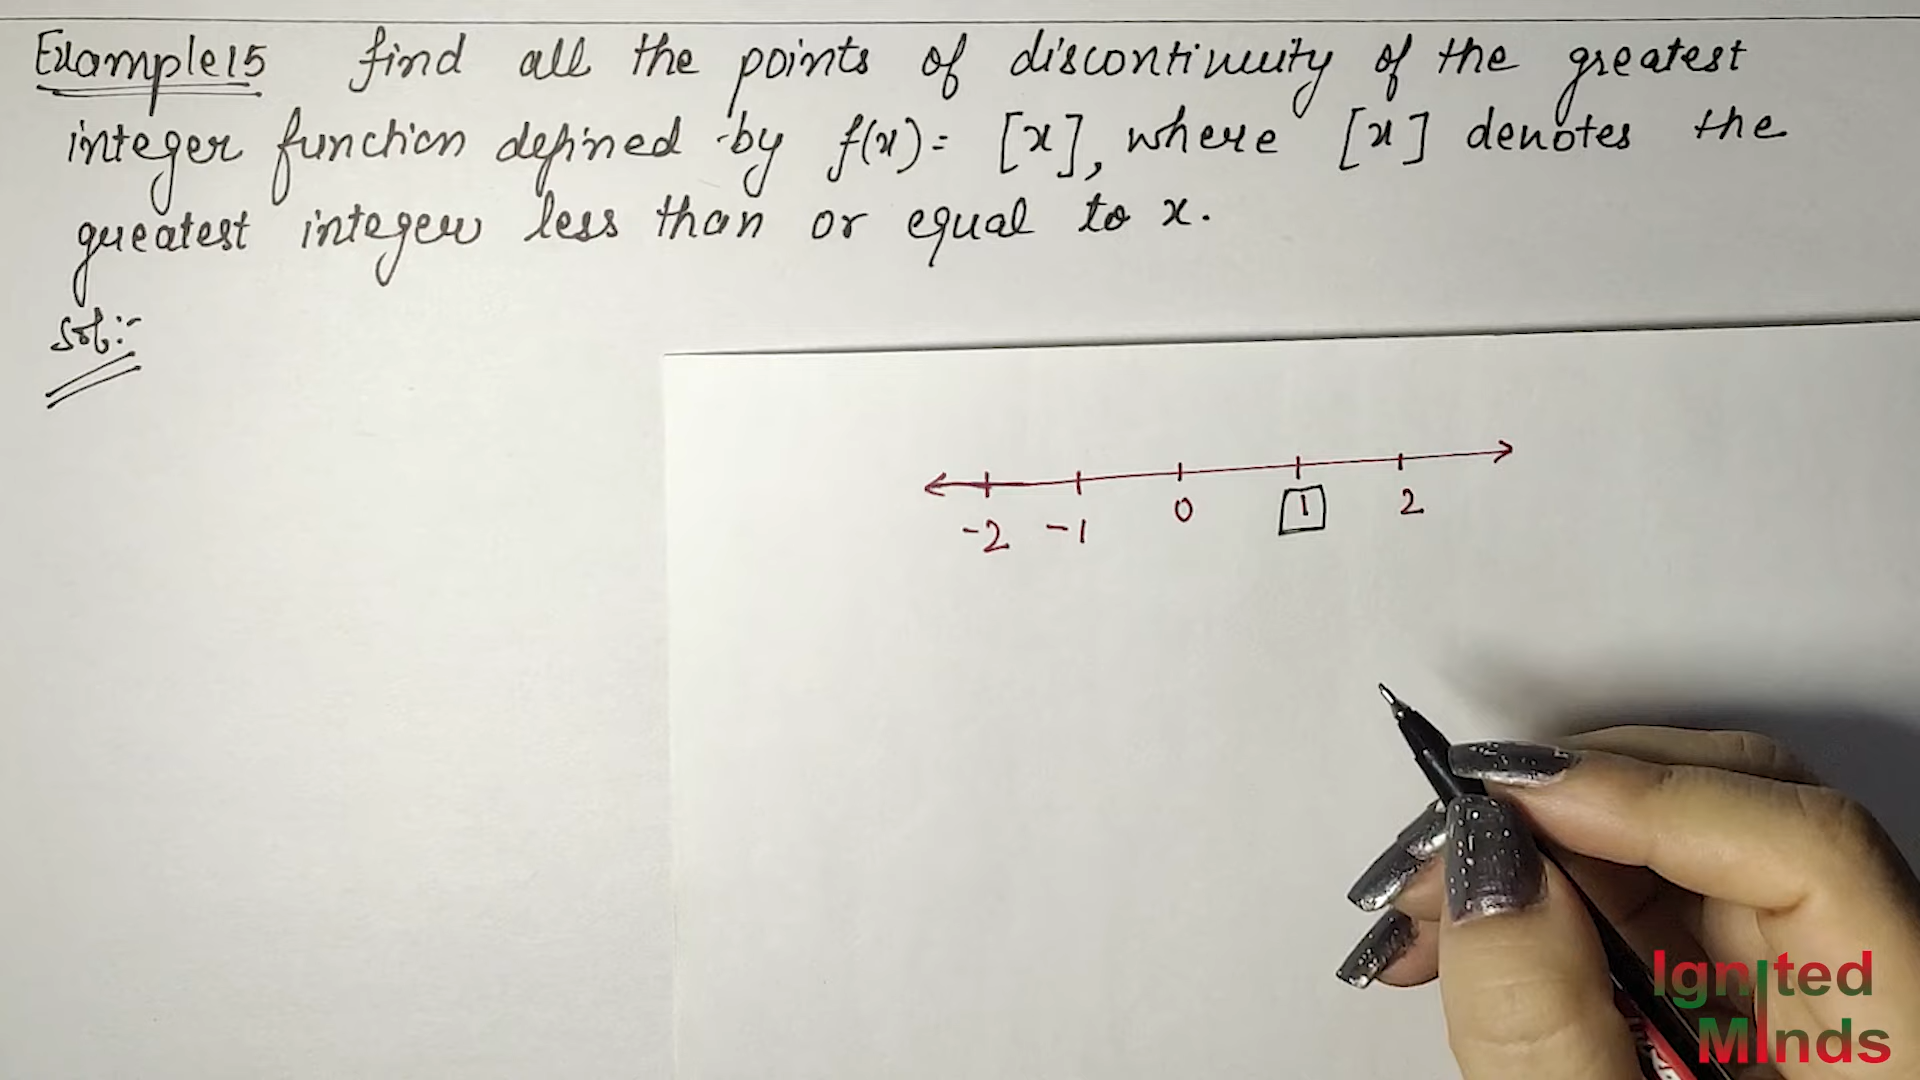 Example15 find all the points of discontinuity of the greatest
integer function defined by f(x) = [x], where [x] denotes the
greatest integer less than or equal to x.
Sol:-
-2 -1 0 1 2
Ignited
Minds